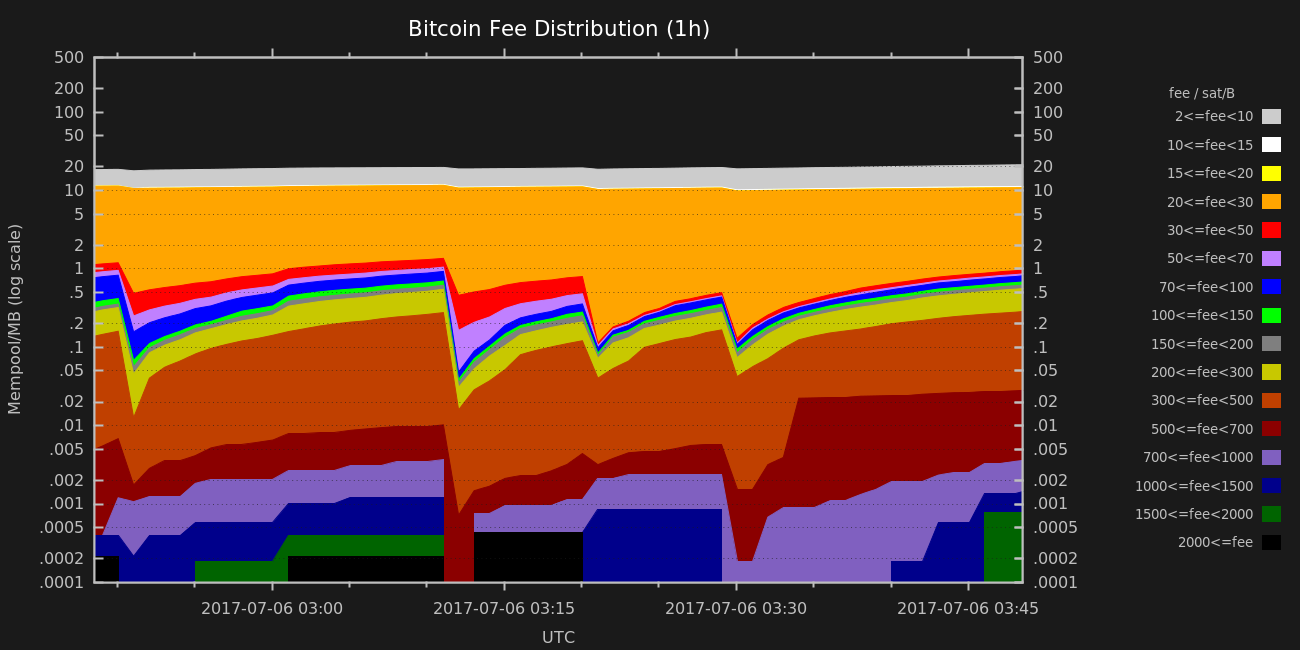 Bitcoin Fee Distribution (1h)
500
200
100
50
20
10
5
2
1
.5
.2
.1
.05
.02
.01
.005
.002
.001
.0005
.0002
.0001
Mempool/MB (log scale)
500
200
100
50
20
10
5
2
1
.5
.2
.1
.05
.02
.01
.005
.002
.001
.0005
.0002
.0001
2017-07-06 03:00
2017-07-06 03:15
2017-07-06 03:30
2017-07-06 03:45
UTC
fee / sat/B
2<=fee<10
10<=fee<15
15<=fee<20
20<=fee<30
30<=fee<50
50<=fee<70
70<=fee<100
100<=fee<150
150<=fee<200
200<=fee<300
300<=fee<500
500<=fee<700
700<=fee<1000
1000<=fee<1500
1500<=fee<2000
2000<=fee